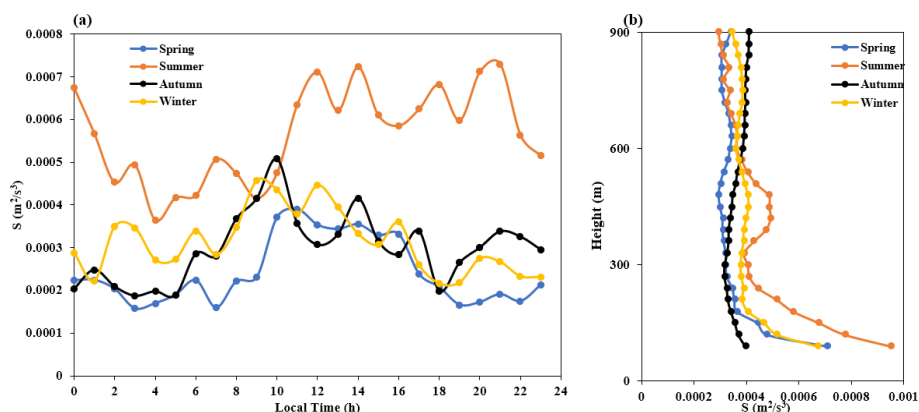 (a)
0.0008
0.0007
0.0006
0.0005
0.0004
0.0003
0.0002
0.0001
0
S (m²/s³)
Spring
Summer
Autumn
Winter
0 2 4 6 8 10 12 14 16 18 20 22 24
Local Time (h)
(b)
900
600
300
0
Height (m)
Spring
Summer
Autumn
Winter
0 0.0002 0.0004 0.0006 0.0008 0.001
S (m²/s³)